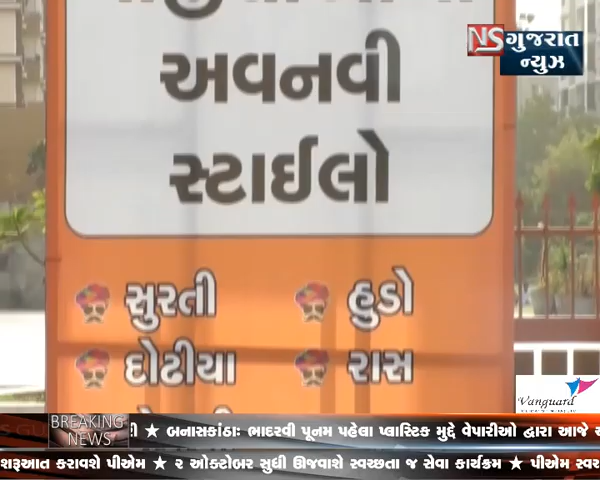 NS ગુજરાત
ન્યુઝ
અવનવી
સ્ટાઈલો
સુરતી હુડો
દોઢીયા રાસ
Vanguard
BREAKING NEWS
★ બનાસકાંઠાઃ ભાદરવી પૂનમ પહેલા પ્લાસ્ટિક મુદ્દે વેપારીઓ દ્વારા આજે
શરૂઆત કરાવશે પીએમ ★ ૨ ઓક્ટોબર સુધી ઊજવાશે સ્વચ્છતા જ સેવા કાર્યક્રમ ★ પીએમ